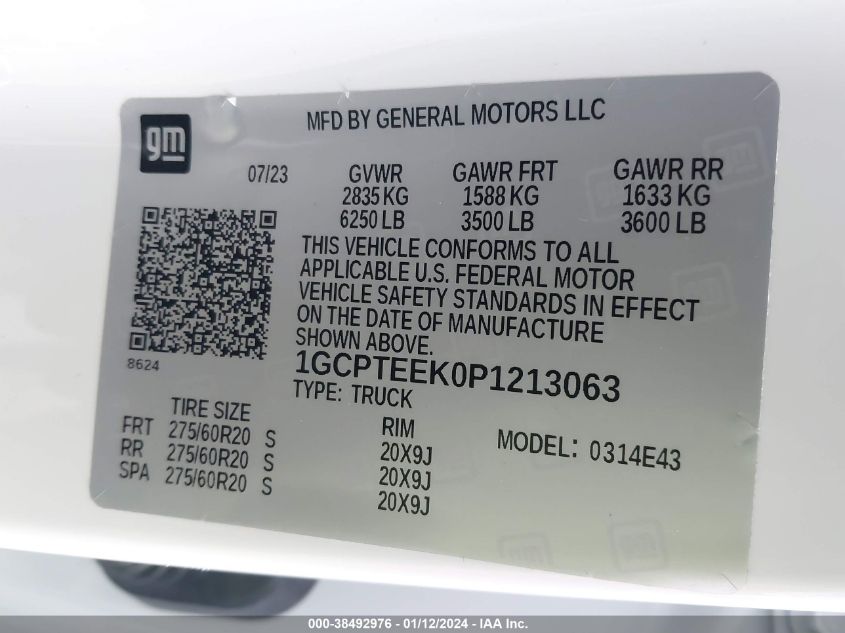 gm
MFD BY GENERAL MOTORS LLC
07/23
GVWR GAWR FRT GAWR RR
2835 KG 1588 KG 1633 KG
6250 LB 3500 LB 3600 LB
THIS VEHICLE CONFORMS TO ALL
APPLICABLE U.S. FEDERAL MOTOR
VEHICLE SAFETY STANDARDS IN EFFECT
ON THE DATE OF MANUFACTURE
SHOWN ABOVE.
8624
1GCPTEEK0P1213063
TYPE: TRUCK
TIRE SIZE RIM MODEL: 0314E43
FRT 275/60R20 S 20X9J
RR 275/60R20 S 20X9J
SPA 275/60R20 S 20X9J
000-38492976 - 01/12/2024 - IAA Inc.